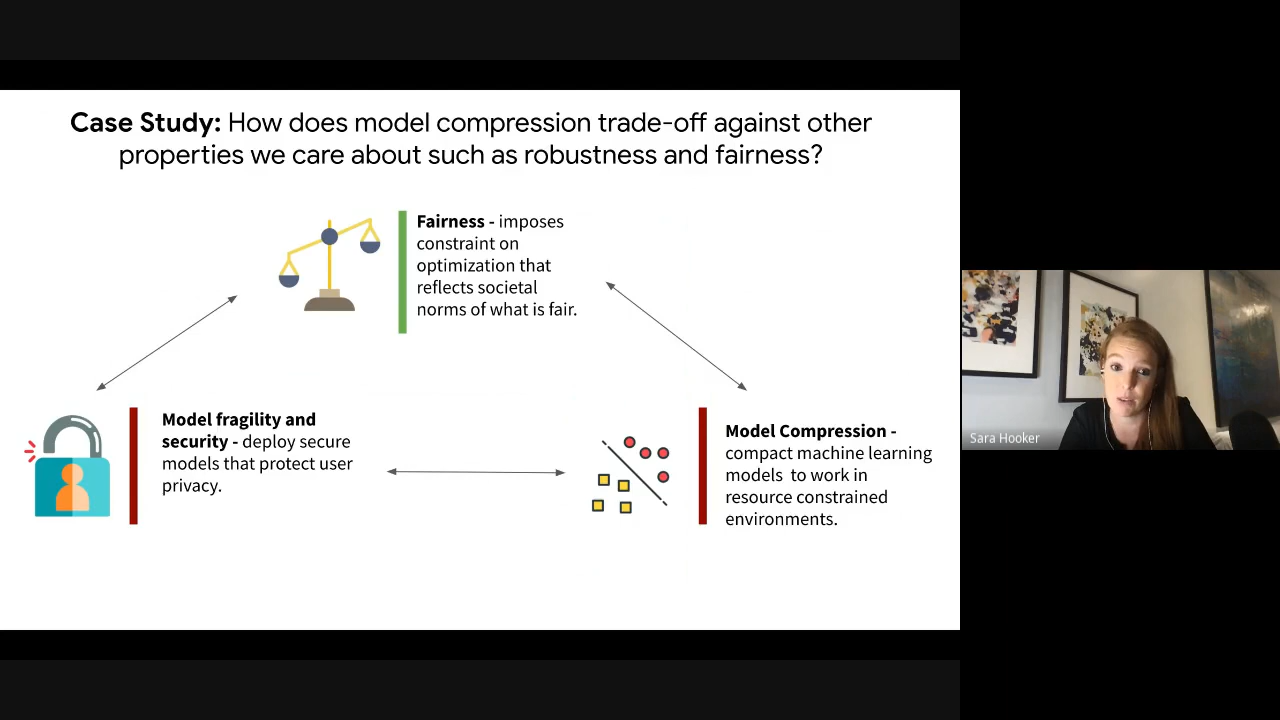 Case Study: How does model compression trade-off against other
properties we care about such as robustness and fairness?
Fairness - imposes
constraint on
optimization that
reflects societal
norms of what is fair.
Model fragility and
security - deploy secure
models that protect user
privacy.
Model Compression -
compact machine learning
models to work in
resource constrained
environments.
Sara Hooker